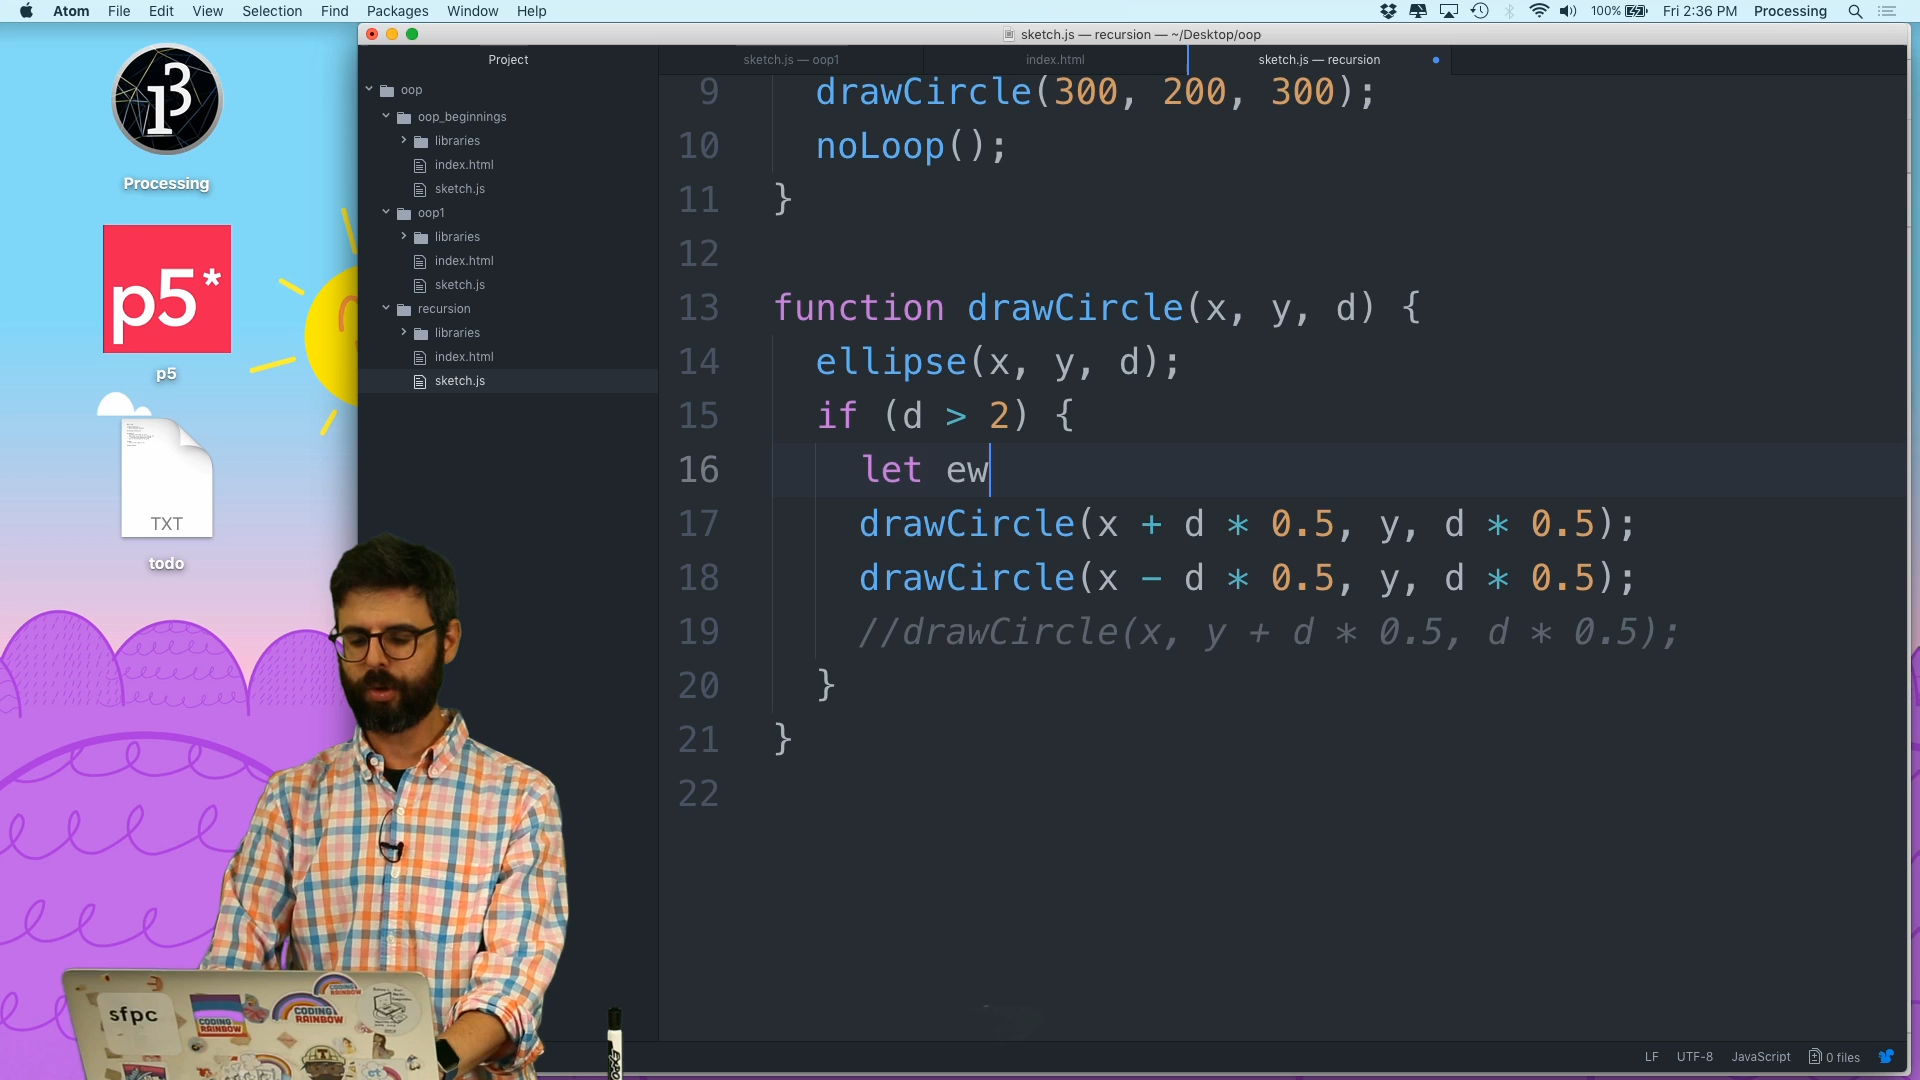 Atom File Edit View Selection Find Packages Window Help 100% Fri 2:36 PM Processing
sketch.js — recursion — ~/Desktop/oop
Project
sketch.js — oop1 index.html sketch.js — recursion
oop
oop_beginnings
libraries
index.html
sketch.js
oop1
libraries
index.html
sketch.js
recursion
libraries
index.html
sketch.js
Processing
p5*
p5
TXT
todo
9 drawCircle(300, 200, 300);
10 noLoop();
11 }
12
13 function drawCircle(x, y, d) {
14 ellipse(x, y, d);
15 if (d > 2) {
16 let ew
17 drawCircle(x + d * 0.5, y, d * 0.5);
18 drawCircle(x - d * 0.5, y, d * 0.5);
19 //drawCircle(x, y + d * 0.5, d * 0.5);
20 }
21 }
22
sfpc
CODING
RAINBOW
CODING
RAINBOW
CODING
RAINBOW
EXPO
LF UTF-8 JavaScript 0 files